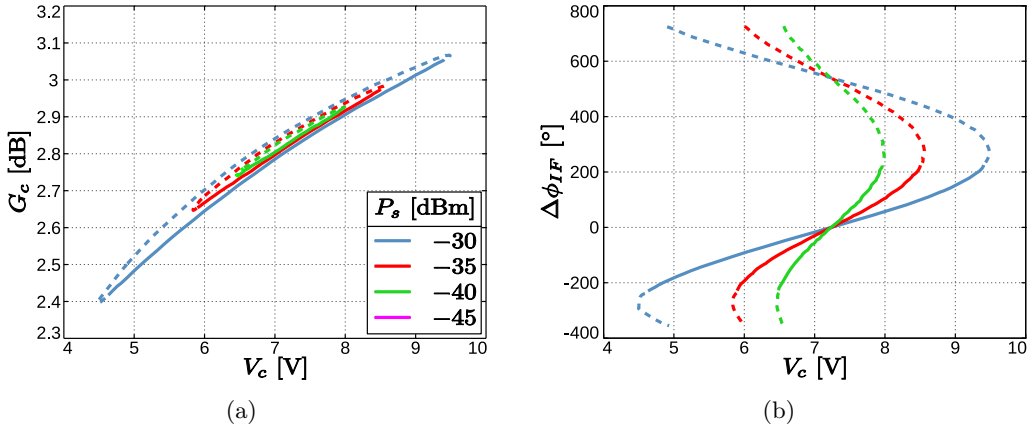 3.2
3.1
3
2.9
2.8
2.7
2.6
2.5
2.4
2.3
G_c [dB]
P_s [dBm]
−30
−35
−40
−45
4 5 6 7 8 9 10
V_c [V]
(a)
800
600
400
200
0
-200
-400
Δϕ_IF [°]
4 5 6 7 8 9 10
V_c [V]
(b)